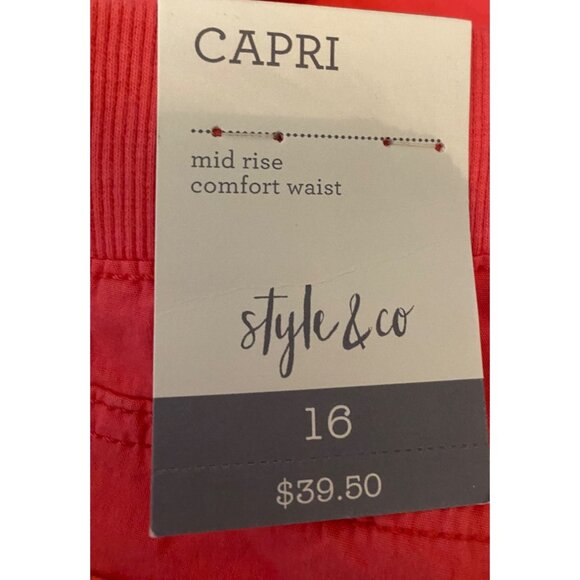 CAPRI
mid rise
comfort waist
style & co
16
$39.50